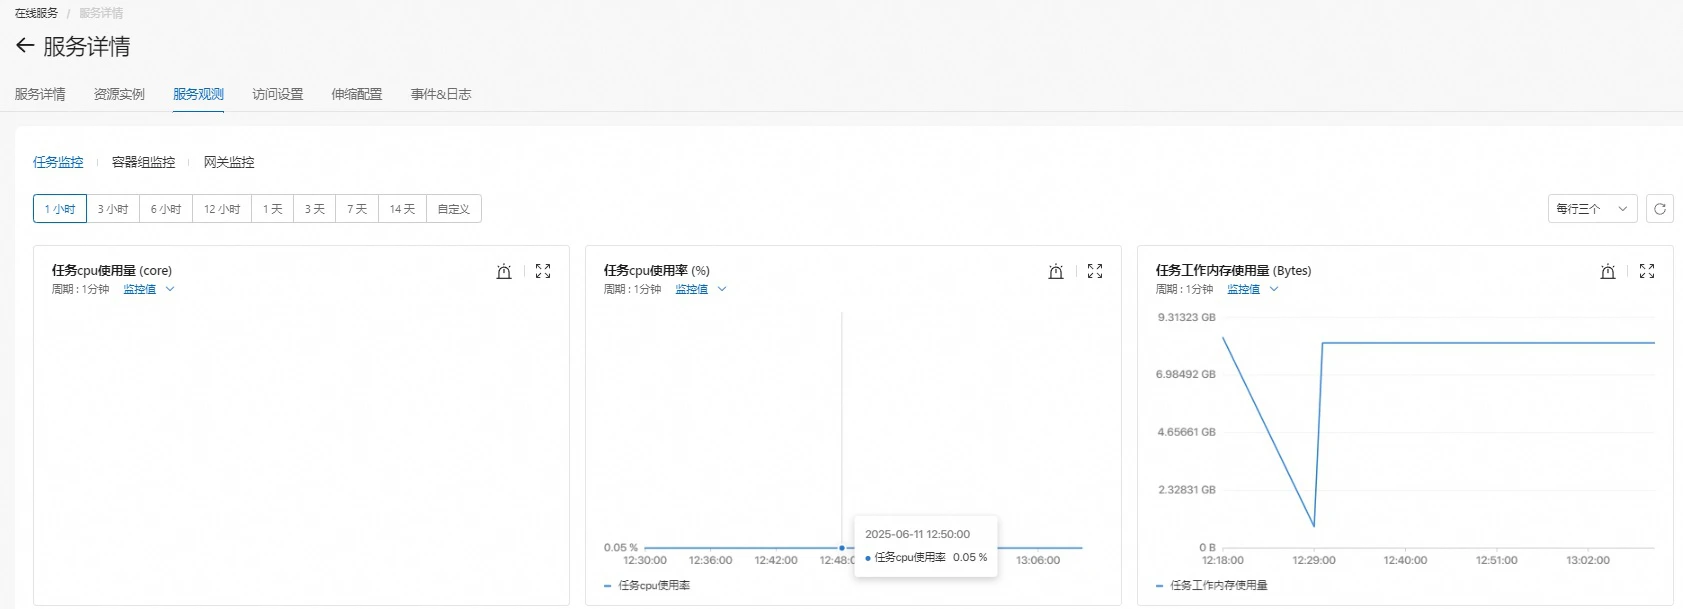 在线服务 / 服务详情
← 服务详情
服务详情 资源实例 服务观测 访问设置 伸缩配置 事件&日志
任务监控 容器组监控 网关监控
1 小时 3 小时 6 小时 12 小时 1 天 3 天 7 天 14 天 自定义 每行三个
任务cpu使用量 (core)
周期 : 1分钟 监控值
任务cpu使用率 (%)
周期 : 1分钟 监控值
0.05 %
12:30:00 12:36:00 12:42:00 12:48:0 13:06:00
2025-06-11 12:50:00
任务cpu使用率 0.05 %
任务cpu使用率
任务工作内存使用量 (Bytes)
周期 : 1分钟 监控值
9.31323 GB
6.98492 GB
4.65661 GB
2.32831 GB
0 B
12:18:00 12:29:00 12:40:00 12:51:00 13:02:00
任务工作内存使用量